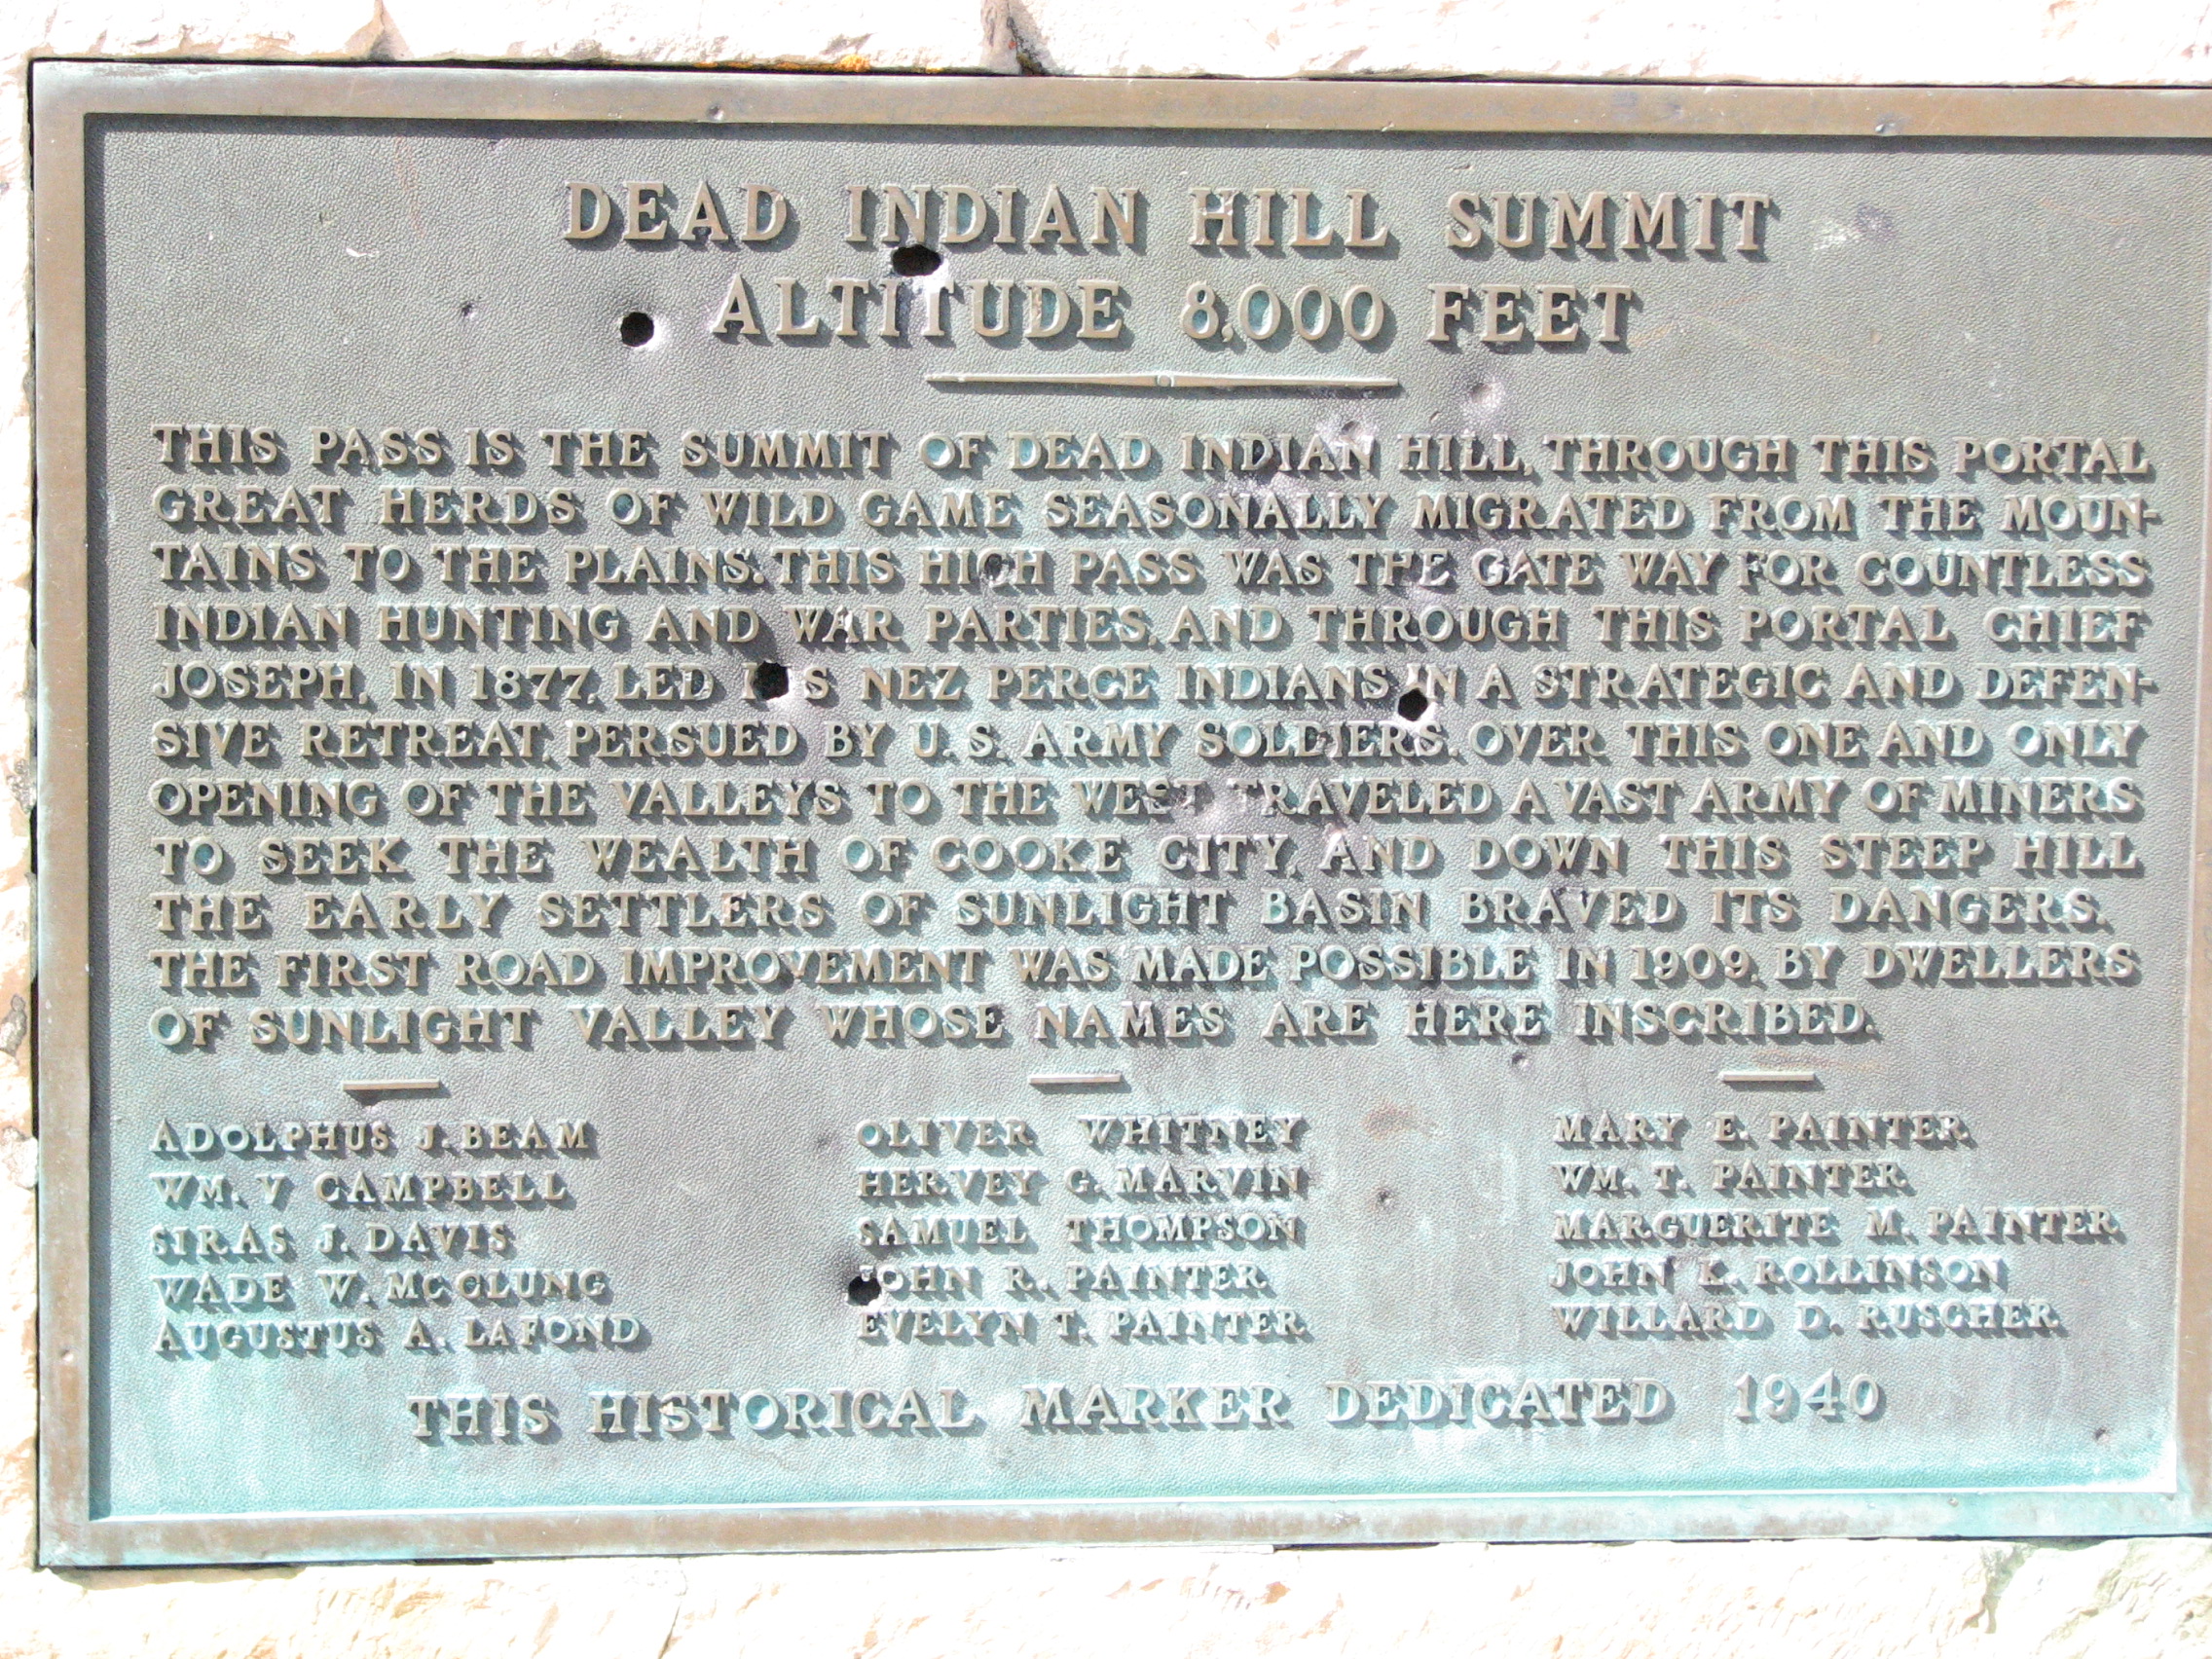 DEAD INDIAN HILL SUMMIT
ALTITUDE 8,000 FEET
THIS PASS IS THE SUMMIT OF DEAD INDIAN HILL, THROUGH THIS PORTAL
GREAT HERDS OF WILD GAME SEASONALLY MIGRATED FROM THE MOUN-
TAINS TO THE PLAINS. THIS HIGH PASS WAS THE GATE WAY FOR COUNTLESS
INDIAN HUNTING AND WAR PARTIES, AND THROUGH THIS PORTAL CHIEF
JOSEPH, IN 1877, LED HIS NEZ PERCE INDIANS IN A STRATEGIC AND DEFEN-
SIVE RETREAT, PERSUED BY U. S. ARMY SOLDIERS. OVER THIS ONE AND ONLY
OPENING OF THE VALLEYS TO THE WEST TRAVELED A VAST ARMY OF MINERS
TO SEEK THE WEALTH OF COOKE CITY, AND DOWN THIS STEEP HILL
THE EARLY SETTLERS OF SUNLIGHT BASIN BRAVED ITS DANGERS.
THE FIRST ROAD IMPROVEMENT WAS MADE POSSIBLE IN 1909, BY DWELLERS
OF SUNLIGHT VALLEY WHOSE NAMES ARE HERE INSCRIBED.
ADOLPHUS J. BEAM
WM. V CAMPBELL
SIRAS J. DAVIS
WADE W. MCCLUNG
AUGUSTUS A. LAFOND
OLIVER WHITNEY
HERVEY G. MARVIN
SAMUEL THOMPSON
JOHN R. PAINTER
EVELYN T. PAINTER
MARY E. PAINTER
WM. T. PAINTER
MARGUERITE M. PAINTER
JOHN K. ROLLINSON
WILLARD D. RUSCHER
THIS HISTORICAL MARKER DEDICATED 1940